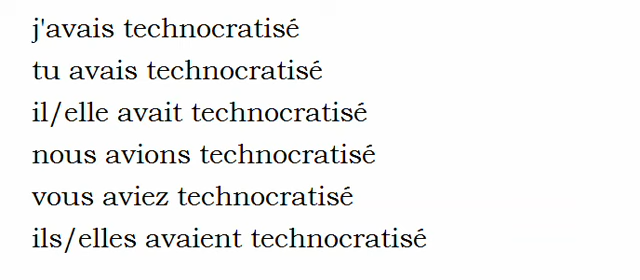 j'avais technocratisé
tu avais technocratisé
il/elle avait technocratisé
nous avions technocratisé
vous aviez technocratisé
ils/elles avaient technocratisé